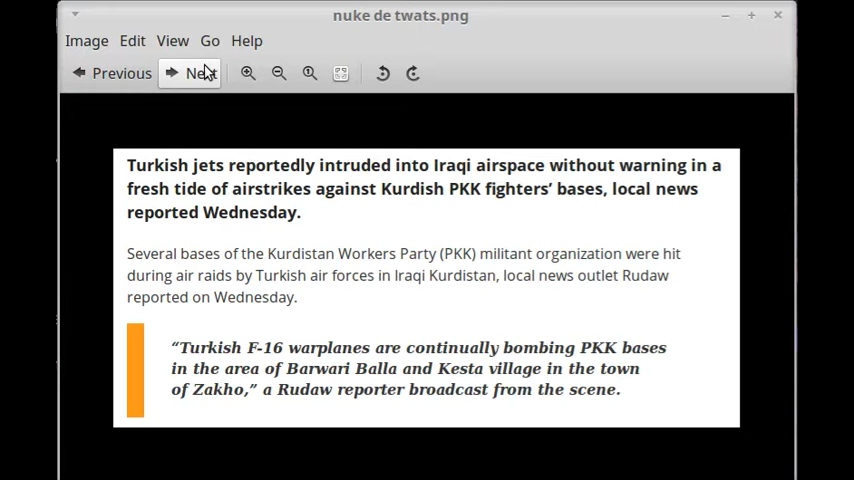 nuke de twats.png
Image Edit View Go Help
Previous Next
Turkish jets reportedly intruded into Iraqi airspace without warning in a
fresh tide of airstrikes against Kurdish PKK fighters’ bases, local news
reported Wednesday.
Several bases of the Kurdistan Workers Party (PKK) militant organization were hit
during air raids by Turkish air forces in Iraqi Kurdistan, local news outlet Rudaw
reported on Wednesday.
“Turkish F-16 warplanes are continually bombing PKK bases
in the area of Barwari Balla and Kesta village in the town
of Zakho,” a Rudaw reporter broadcast from the scene.